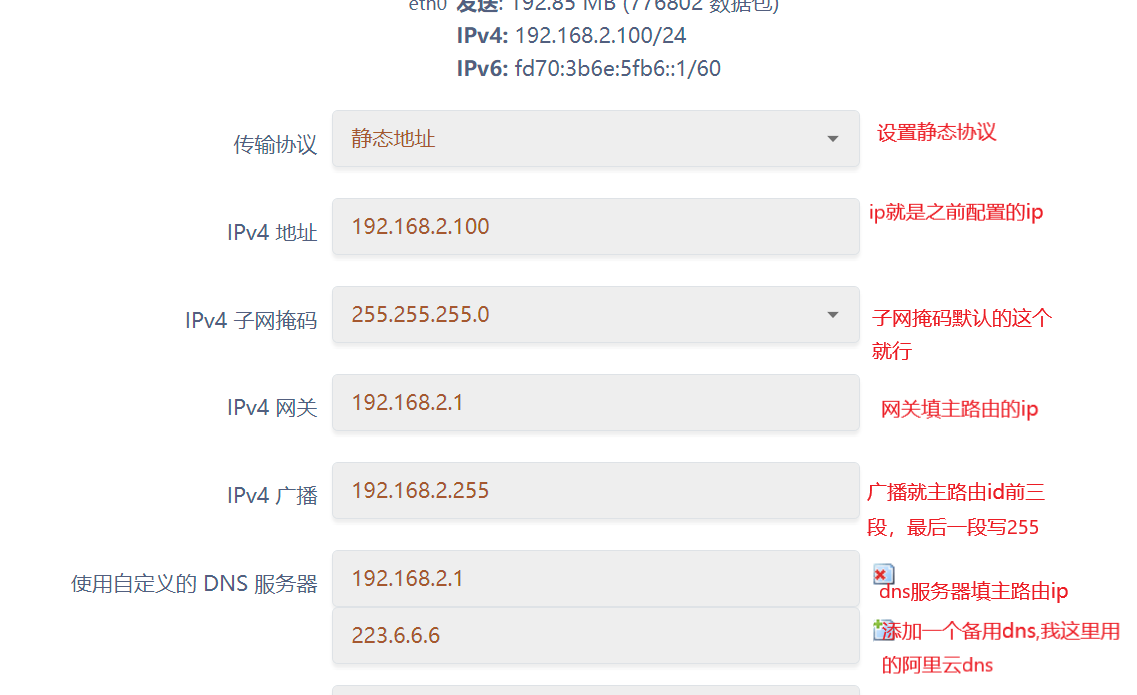 eth0 发送: 192.85 MB (776802 数据包)
IPv4: 192.168.2.100/24
IPv6: fd70:3b6e:5fb6::1/60
传输协议 静态地址 设置静态协议
IPv4 地址 192.168.2.100 ip就是之前配置的ip
IPv4 子网掩码 255.255.255.0 子网掩码默认的这个
就行
IPv4 网关 192.168.2.1 网关填主路由的ip
IPv4 广播 192.168.2.255 广播就主路由id前三
段，最后一段写255
使用自定义的 DNS 服务器 192.168.2.1 dns服务器填主路由ip
223.6.6.6 添加一个备用dns,我这里用
的阿里云dns